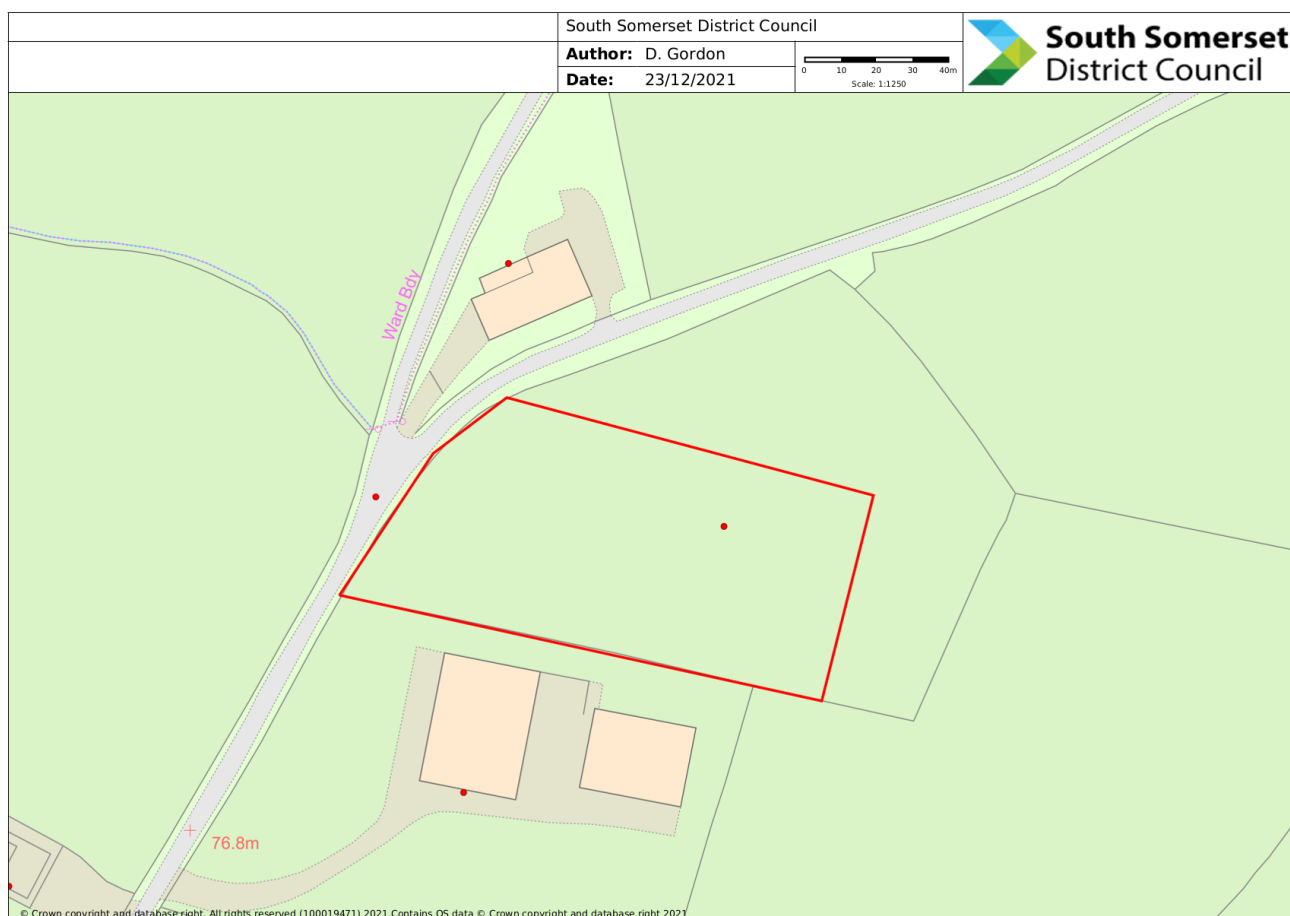 South Somerset District Council
Author: D. Gordon
Date: 23/12/2021
0 10 20 30 40m
Scale: 1:1250
South Somerset
District Council
Ward Bdy
76.8m
© Crown copyright and database right. All rights reserved (100019471) 2021.Contains OS data © Crown copyright and database right 2021